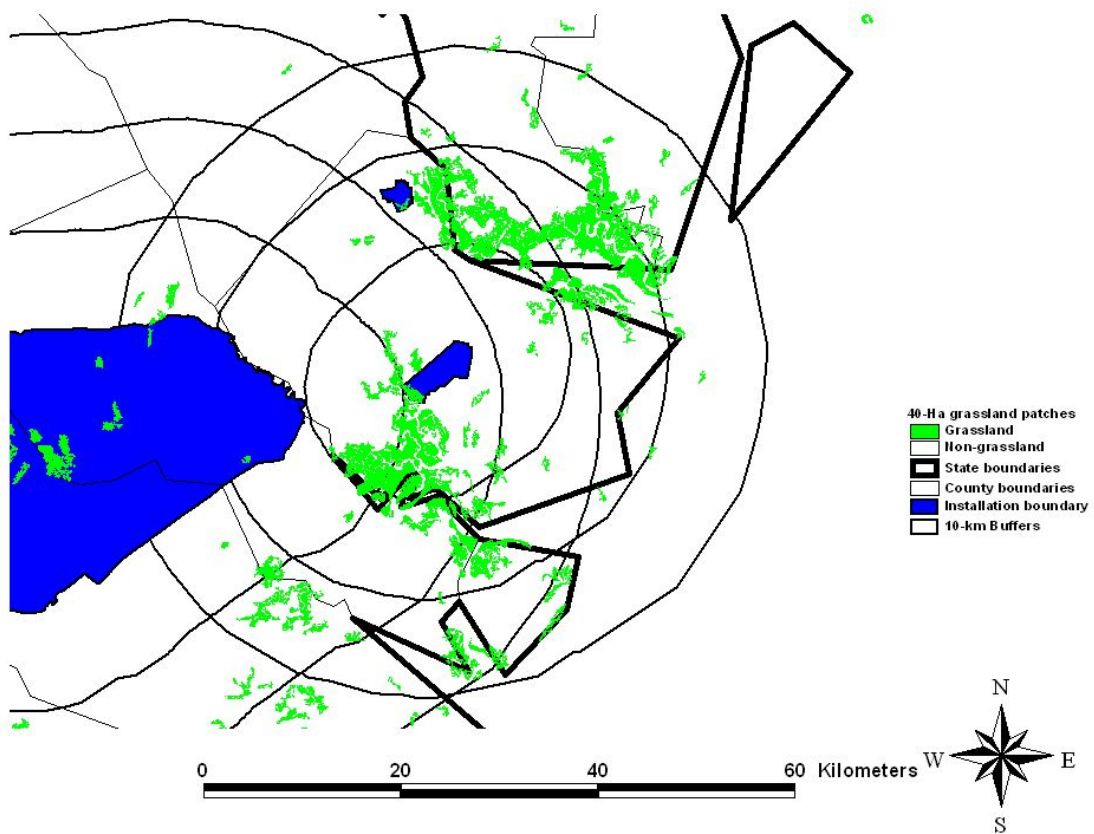 40-Ha grassland patches
Grassland
Non-grassland
State boundaries
County boundaries
Installation boundary
10-km Buffers
N
W E
S
0 20 40 60 Kilometers